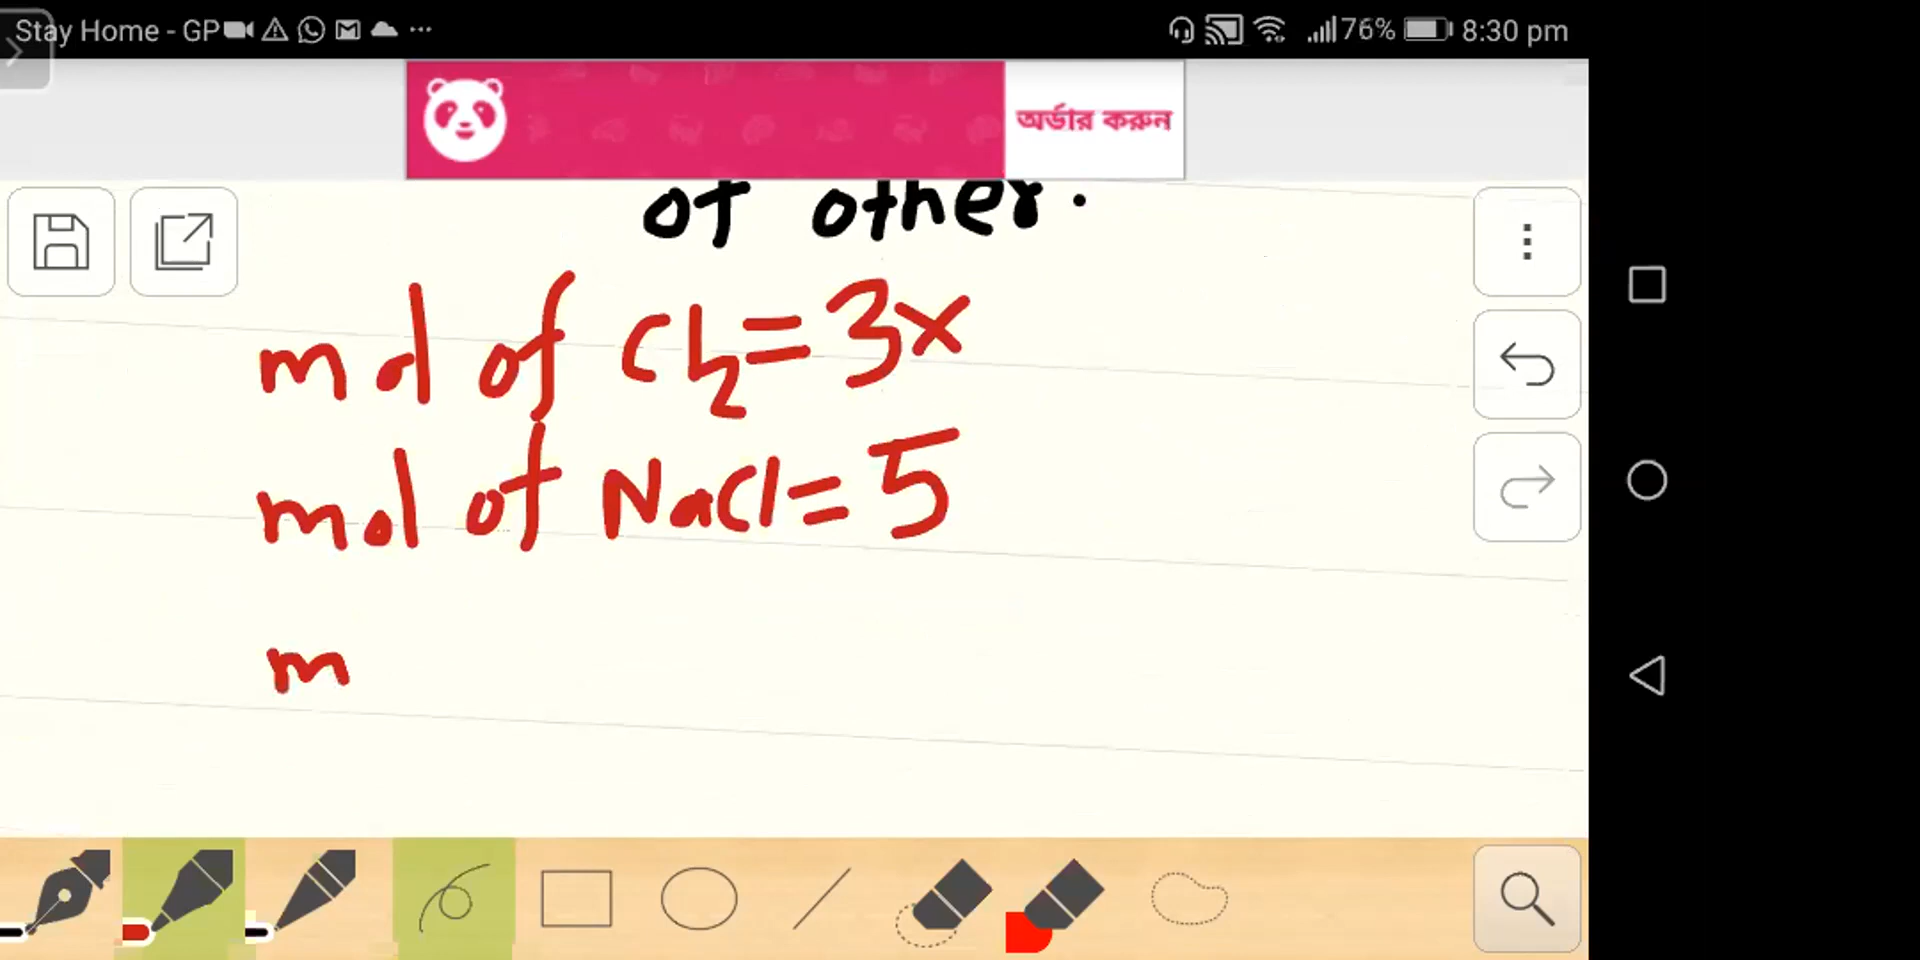 Stay Home - GP ... 76% 8:30 pm
অর্ডার করুন
of other.
mol of Cl2 = 3x
mol of NaCl = 5
m